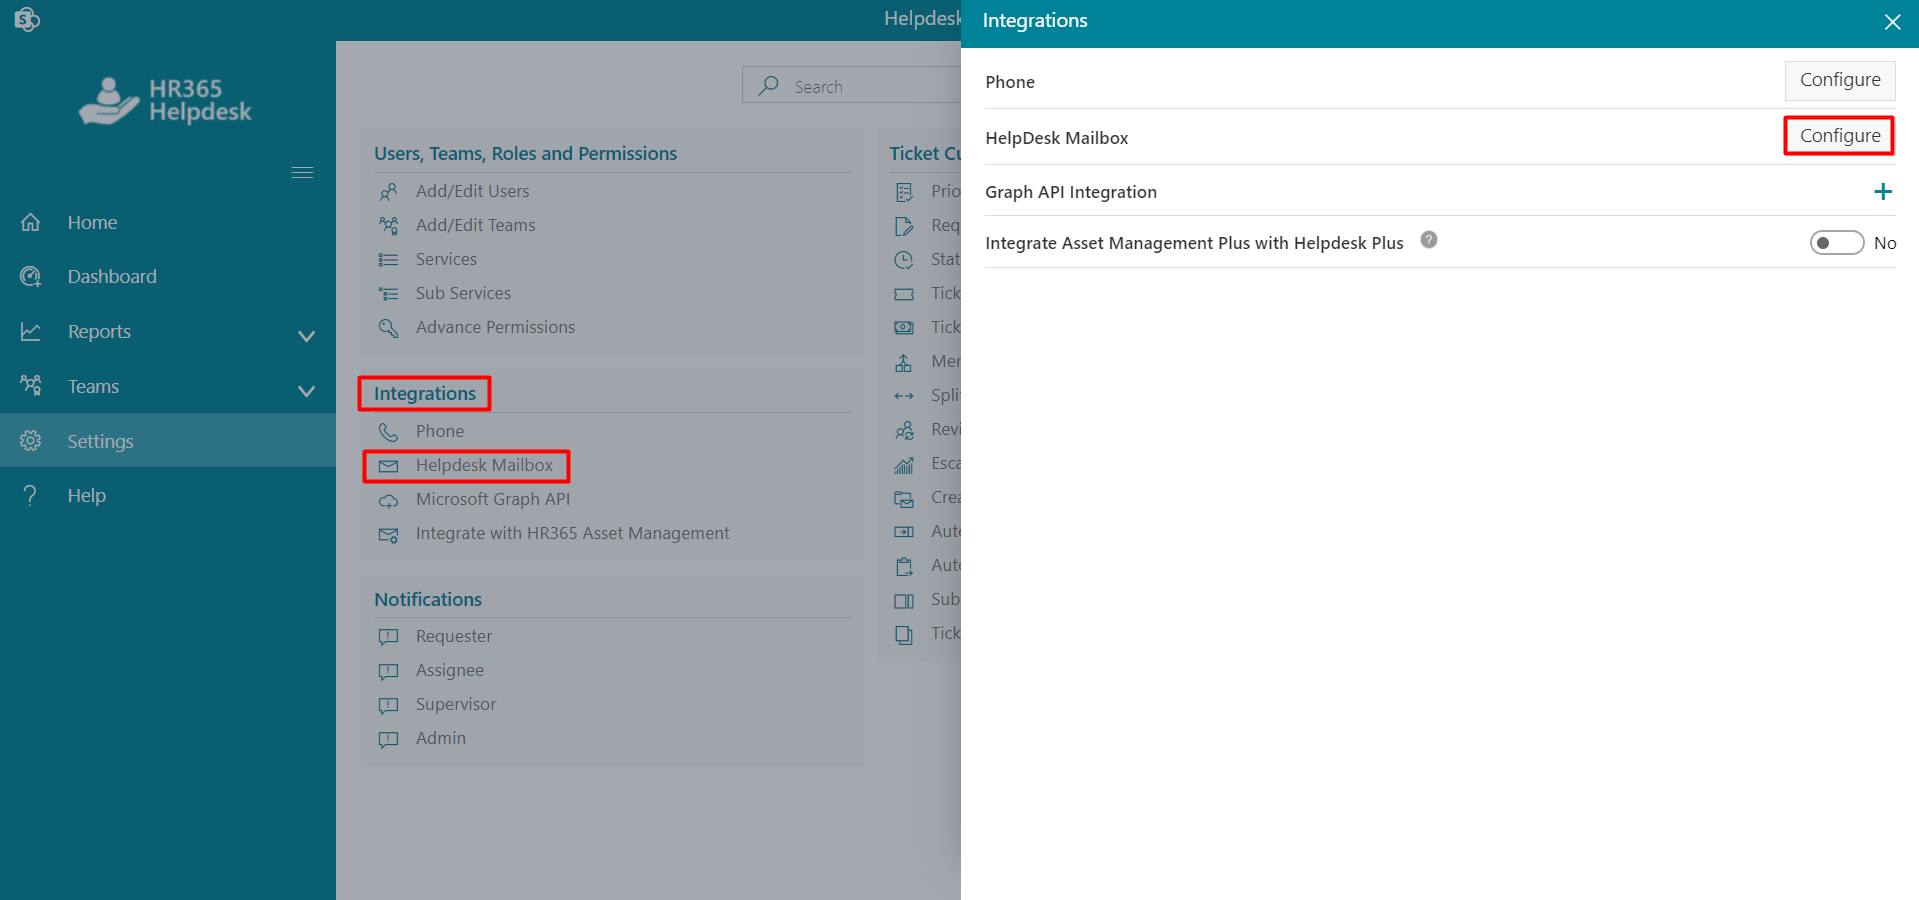 HR365
Helpdesk
Home
Dashboard
Reports
Teams
Settings
Help
Helpdesk
Search
Users, Teams, Roles and Permissions
Add/Edit Users
Add/Edit Teams
Services
Sub Services
Advance Permissions
Integrations
Phone
Helpdesk Mailbox
Microsoft Graph API
Integrate with HR365 Asset Management
Notifications
Requester
Assignee
Supervisor
Admin
Ticket Cu
Prio
Req
Stat
Tick
Tick
Mer
Split
Revi
Esca
Crea
Auto
Auto
Sub
Tick
Integrations
Phone
Configure
HelpDesk Mailbox
Configure
Graph API Integration
Integrate Asset Management Plus with Helpdesk Plus
No